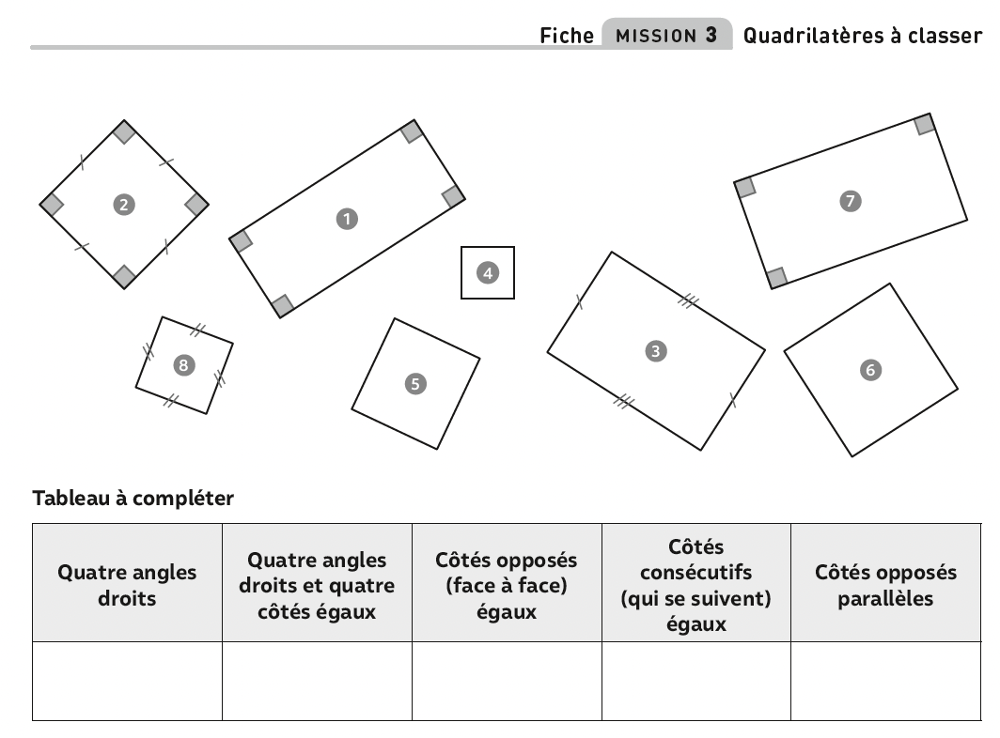 Fiche MISSION 3 Quadrilatères à classer
2
1
7
4
3
8
5
6
Tableau à compléter
Quatre angles
droits
Quatre angles
droits et quatre
côtés égaux
Côtés opposés
(face à face)
égaux
Côtés
consécutifs
(qui se suivent)
égaux
Côtés opposés
parallèles